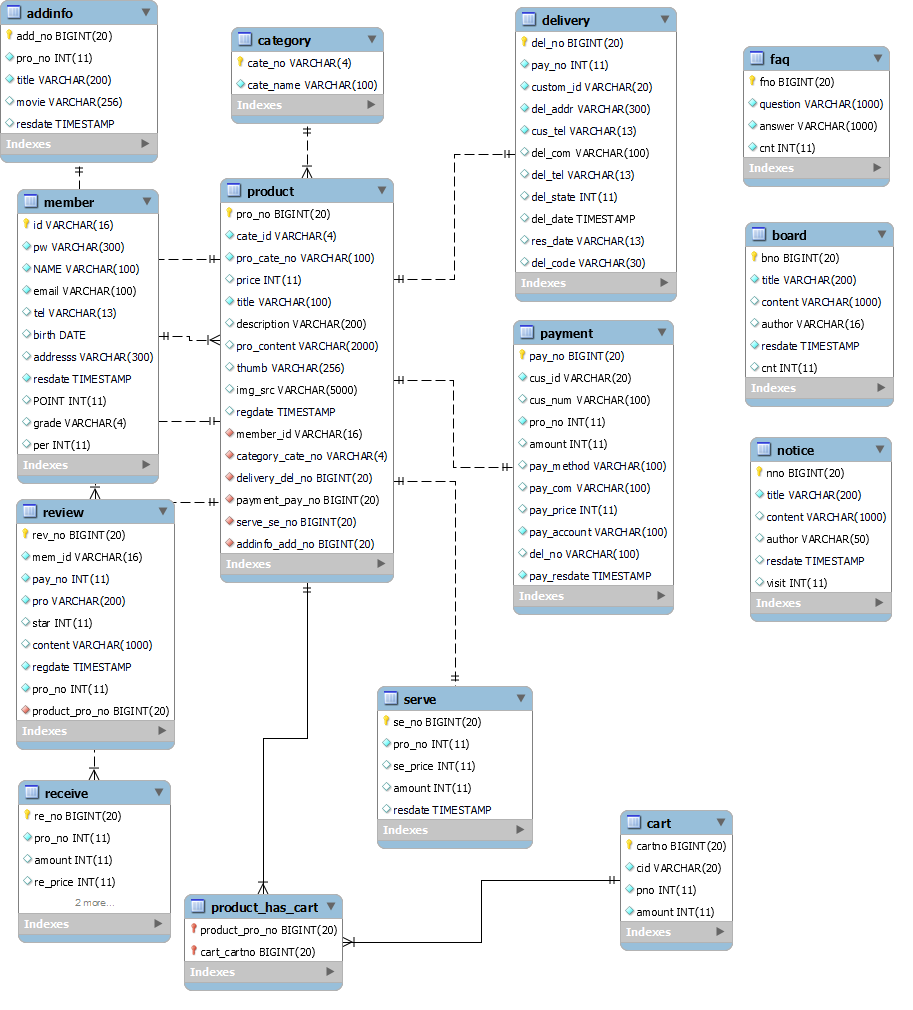 addinfo
add_no BIGINT(20)
pro_no INT(11)
title VARCHAR(200)
movie VARCHAR(256)
resdate TIMESTAMP
Indexes
member
id VARCHAR(16)
pw VARCHAR(300)
NAME VARCHAR(100)
email VARCHAR(100)
tel VARCHAR(13)
birth DATE
addresss VARCHAR(300)
resdate TIMESTAMP
POINT INT(11)
grade VARCHAR(4)
per INT(11)
Indexes
review
rev_no BIGINT(20)
mem_id VARCHAR(16)
pay_no INT(11)
pro VARCHAR(200)
star INT(11)
content VARCHAR(1000)
regdate TIMESTAMP
pro_no INT(11)
product_pro_no BIGINT(20)
Indexes
receive
re_no BIGINT(20)
pro_no INT(11)
amount INT(11)
re_price INT(11)
2 more...
Indexes
category
cate_no VARCHAR(4)
cate_name VARCHAR(100)
Indexes
product
pro_no BIGINT(20)
cate_id VARCHAR(4)
pro_cate_no VARCHAR(100)
price INT(11)
title VARCHAR(100)
description VARCHAR(200)
pro_content VARCHAR(2000)
thumb VARCHAR(256)
img_src VARCHAR(5000)
regdate TIMESTAMP
member_id VARCHAR(16)
category_cate_no VARCHAR(4)
delivery_del_no BIGINT(20)
payment_pay_no BIGINT(20)
serve_se_no BIGINT(20)
addinfo_add_no BIGINT(20)
Indexes
product_has_cart
product_pro_no BIGINT(20)
cart_cartno BIGINT(20)
Indexes
delivery
del_no BIGINT(20)
pay_no INT(11)
custom_id VARCHAR(20)
del_addr VARCHAR(300)
cus_tel VARCHAR(13)
del_com VARCHAR(100)
del_tel VARCHAR(13)
del_state INT(11)
del_date TIMESTAMP
res_date VARCHAR(13)
del_code VARCHAR(30)
Indexes
payment
pay_no BIGINT(20)
cus_id VARCHAR(20)
cus_num VARCHAR(100)
pro_no INT(11)
amount INT(11)
pay_method VARCHAR(100)
pay_com VARCHAR(100)
pay_price INT(11)
pay_account VARCHAR(100)
del_no VARCHAR(100)
pay_resdate TIMESTAMP
Indexes
serve
se_no BIGINT(20)
pro_no INT(11)
se_price INT(11)
amount INT(11)
resdate TIMESTAMP
Indexes
cart
cartno BIGINT(20)
cid VARCHAR(20)
pno INT(11)
amount INT(11)
Indexes
faq
fno BIGINT(20)
question VARCHAR(1000)
answer VARCHAR(1000)
cnt INT(11)
Indexes
board
bno BIGINT(20)
title VARCHAR(200)
content VARCHAR(1000)
author VARCHAR(16)
resdate TIMESTAMP
cnt INT(11)
Indexes
notice
nno BIGINT(20)
title VARCHAR(200)
content VARCHAR(1000)
author VARCHAR(50)
resdate TIMESTAMP
visit INT(11)
Indexes